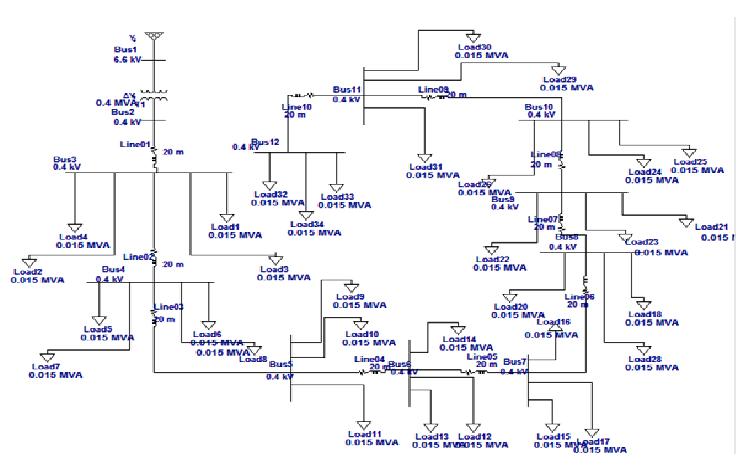 Bus1
6.6 kV
0.4 MVA
Bus2
0.4 kV
Line01
20 m
Bus3
0.4 kV
Load4
0.015 MVA
Load1
0.015 MVA
Load2
0.015 MVA
Load3
0.015 MVA
Line02
20 m
Bus4
0.4 kV
Line03
20 m
Load5
0.015 MVA
Load6
0.015 MVA
Load7
0.015 MVA
Load8
0.015 MVA
Bus5
0.4 kV
Load9
0.015 MVA
Load10
0.015 MVA
Load11
0.015 MVA
Line04
20 m
Bus6
0.4 kV
Load14
0.015 MVA
Load13
0.015 MVA
Load12
0.015 MVA
Line05
20 m
Bus7
0.4 kV
Load16
0.015 MVA
Load15
0.015 MVA
Load17
0.015 MVA
Line06
20 m
0.4 kV
Load20
0.015 MVA
Load18
0.015 MVA
Load28
0.015 MVA
Line07
20 m
Bus9
0.4 kV
Load22
0.015 MVA
Load23
0.015 MVA
Load21
0.015
Line08
20 m
Bus10
0.4 kV
Load26
0.015 MVA
Load24
0.015 MVA
Load25
0.015 MVA
Line09
20 m
Bus11
0.4 kV
Load30
0.015 MVA
Load29
0.015 MVA
Load31
0.015 MVA
Line10
20 m
Bus12
0.4 kV
Load32
0.015 MVA
Load33
0.015 MVA
Load34
0.015 MVA